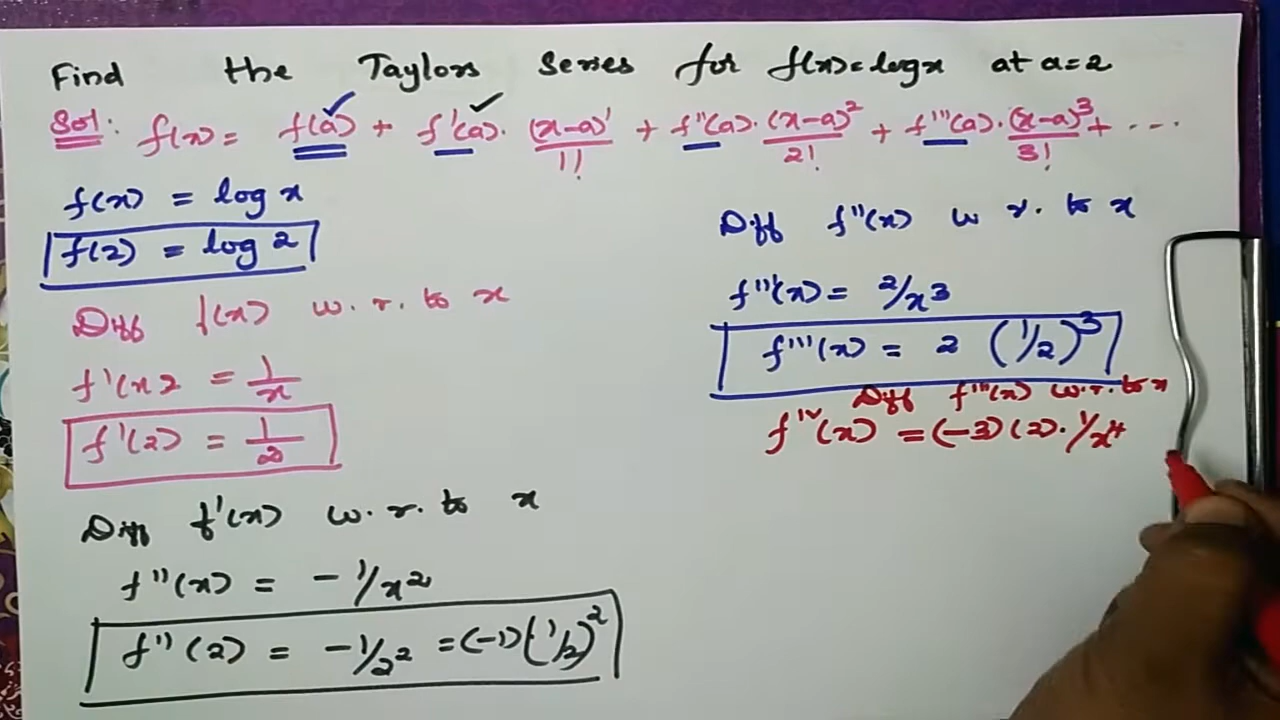 Find the Taylors Series for f(x)=logx at a=2
Sol: f(x) = f(a) + f'(a). (x-a)'/1! + f''(a). (x-a)²/2! + f'''(a). (x-a)³/3! + ....
f(x) = log x
f(2) = log 2
Diff f(x) w.r.to x
f'(x) = 1/x
f'(2) = 1/2
Diff f'(x) w.r.to x
f''(x) = -1/x²
f''(2) = -1/2² = (-1)(1/2)²
Diff f''(x) w r. to x
f'''(x) = 2/x³
f'''(x) = 2 (1/2)³
Diff f'''(x) w.r.to x
f^iv(x) = (-3)(2).1/x⁴